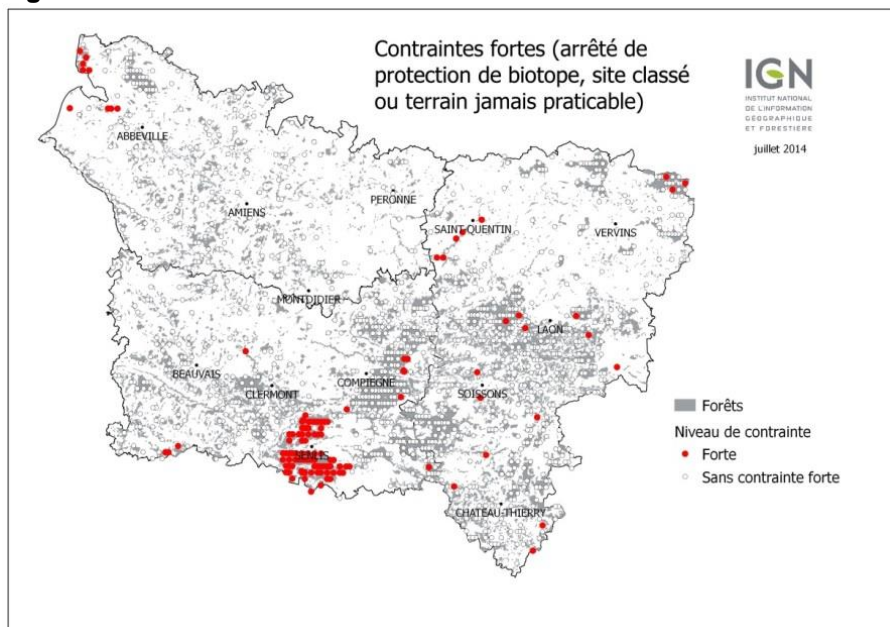 Contraintes fortes (arrêté de
protection de biotope, site classé
ou terrain jamais praticable)
IGN
INSTITUT NATIONAL
DE L'INFORMATION
GÉOGRAPHIQUE
ET FORESTIÈRE
juillet 2014
ABBEVILLE
PERONNE
AMIENS
SAINT-QUENTIN
VERVINS
MONTDIDIER
LAON
BEAUVAIS
COMPIEGNE
CLERMONT
SOISSONS
SENLIS
CHATEAU-THIERRY
Forêts
Niveau de contrainte
Forte
Sans contrainte forte